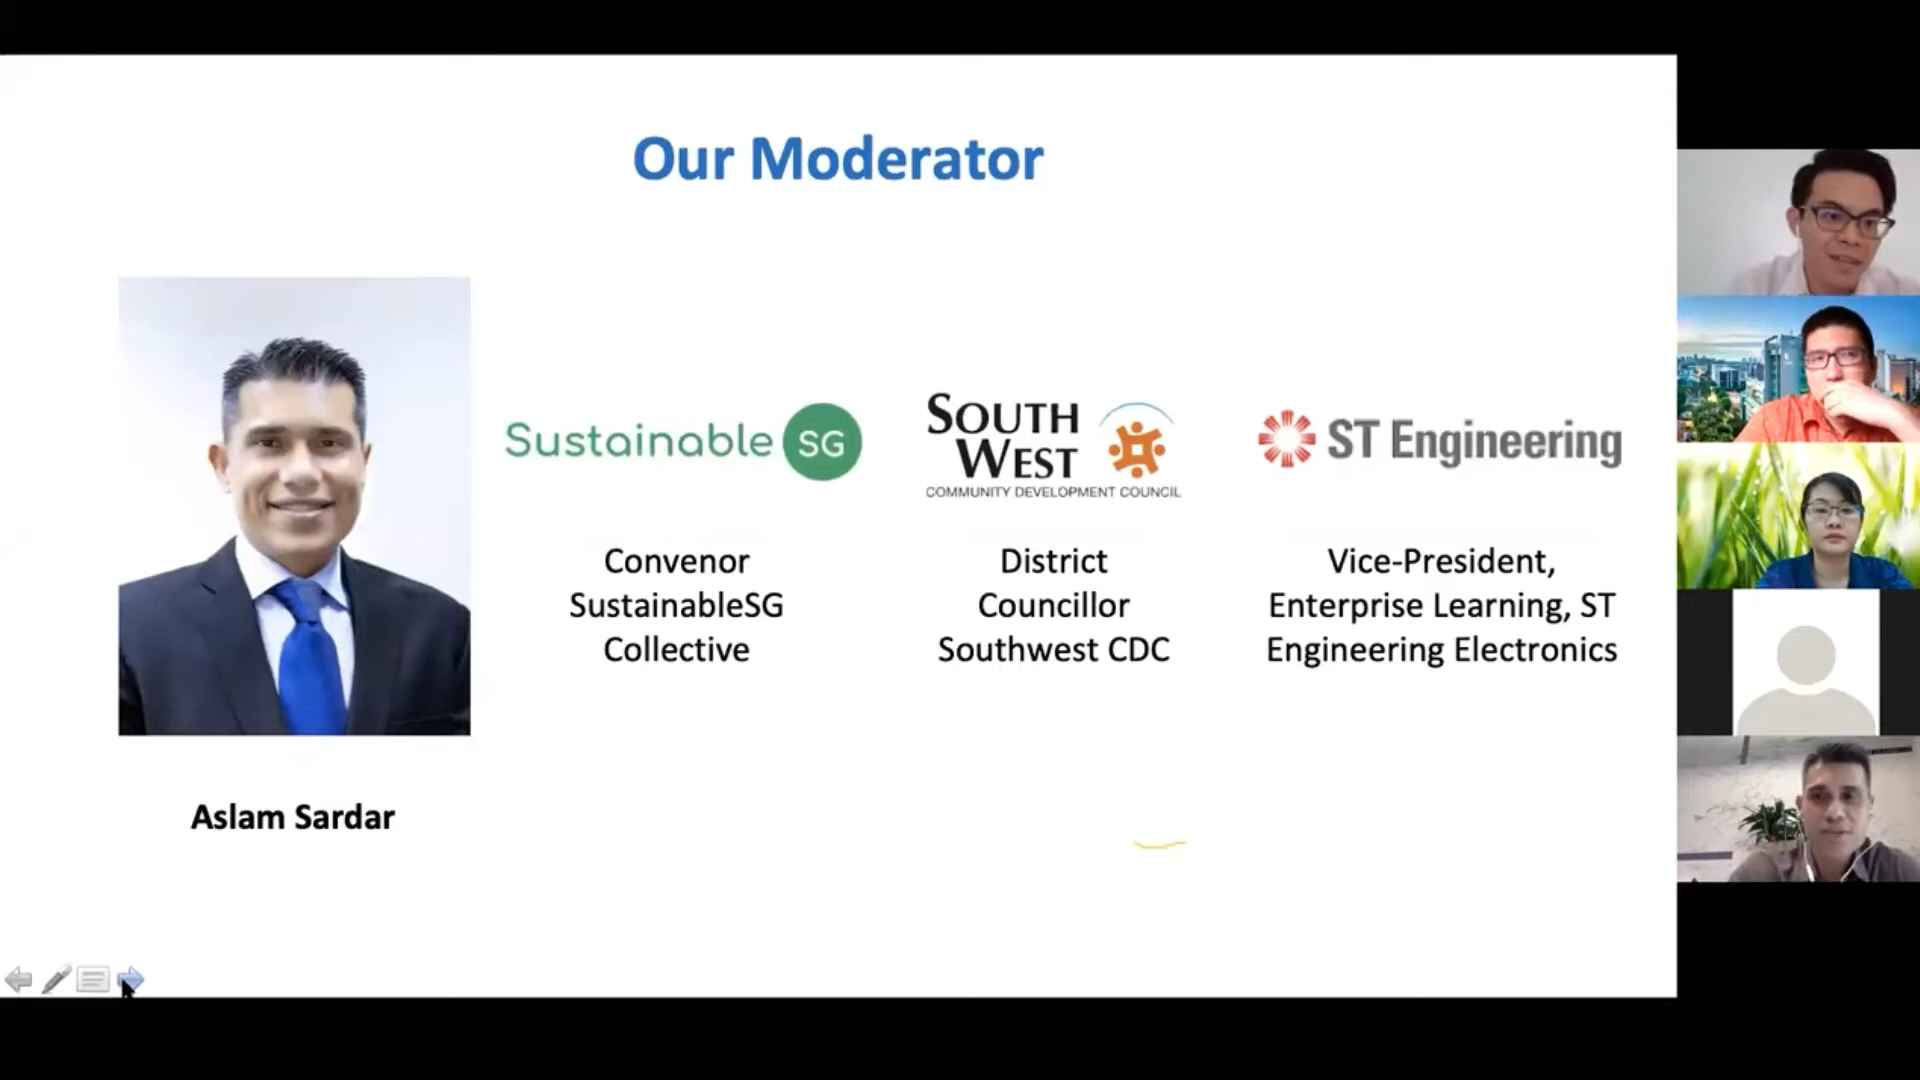 Our Moderator
Sustainable SG
SOUTH
WEST
COMMUNITY DEVELOPMENT COUNCIL
ST Engineering
Convenor
SustainableSG
Collective
District
Councillor
Southwest CDC
Vice-President,
Enterprise Learning, ST
Engineering Electronics
Aslam Sardar